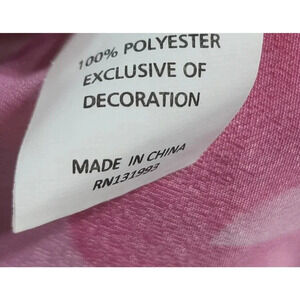 100% POLYESTER
EXCLUSIVE OF
DECORATION
MADE IN CHINA
RN131993